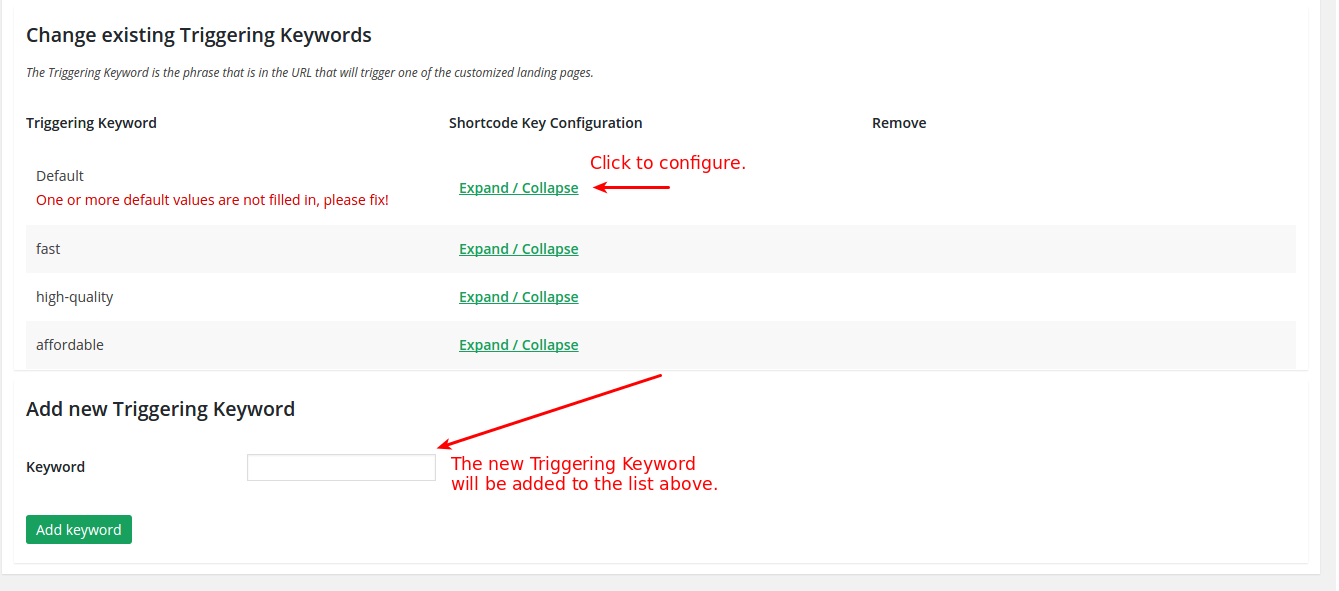 Change existing Triggering Keywords
The Triggering Keyword is the phrase that is in the URL that will trigger one of the customized landing pages.
Triggering Keyword Shortcode Key Configuration Remove
Click to configure.
Default
Expand / Collapse
One or more default values are not filled in, please fix!
fast Expand / Collapse
high-quality Expand / Collapse
affordable Expand / Collapse
Add new Triggering Keyword
Keyword
The new Triggering Keyword
will be added to the list above.
Add keyword